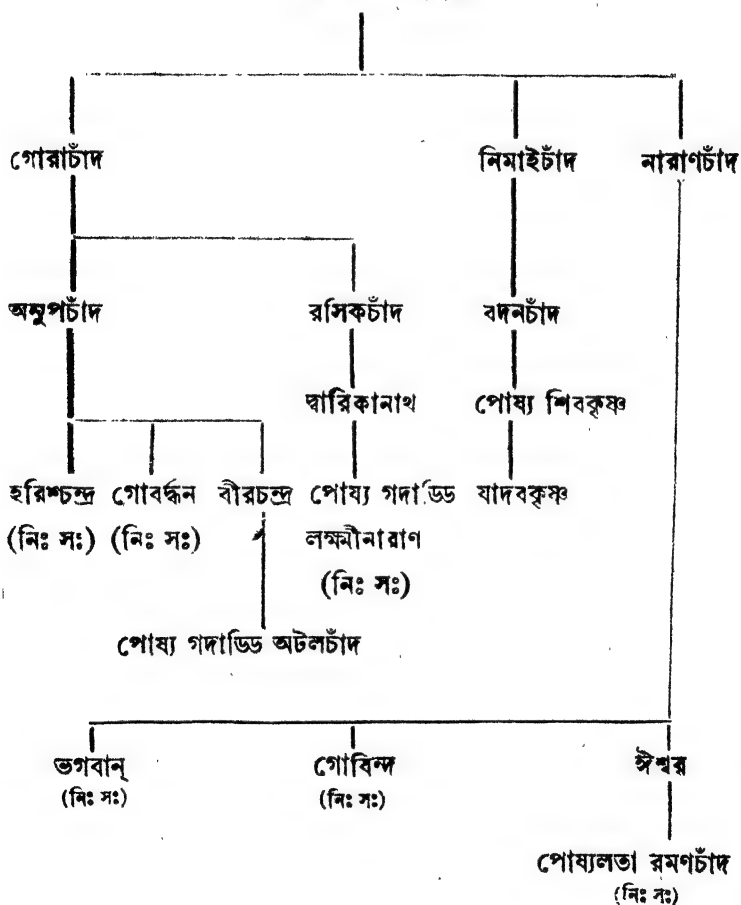 গোরাচাঁদ নিমাইচাঁদ নারাণচাঁদ
অনুপচাঁদ রসিকচাঁদ বদনচাঁদ
দ্বারিকানাথ পোষ্য শিবকৃষ্ণ
হরিশ্চন্দ্র গোবর্দ্ধন বীরচন্দ্র পোষ্য গদাড্ডি যাদবকৃষ্ণ
(নিঃ সঃ) (নিঃ সঃ) লক্ষ্মীনারাণ
(নিঃ সঃ)
পোষ্য গদাড্ডি অটলচাঁদ
ভগবান্ গোবিন্দ ঈশ্বর
(নিঃ সঃ) (নিঃ সঃ)
পোষ্যলতা রমণচাঁদ
(নিঃ সঃ)